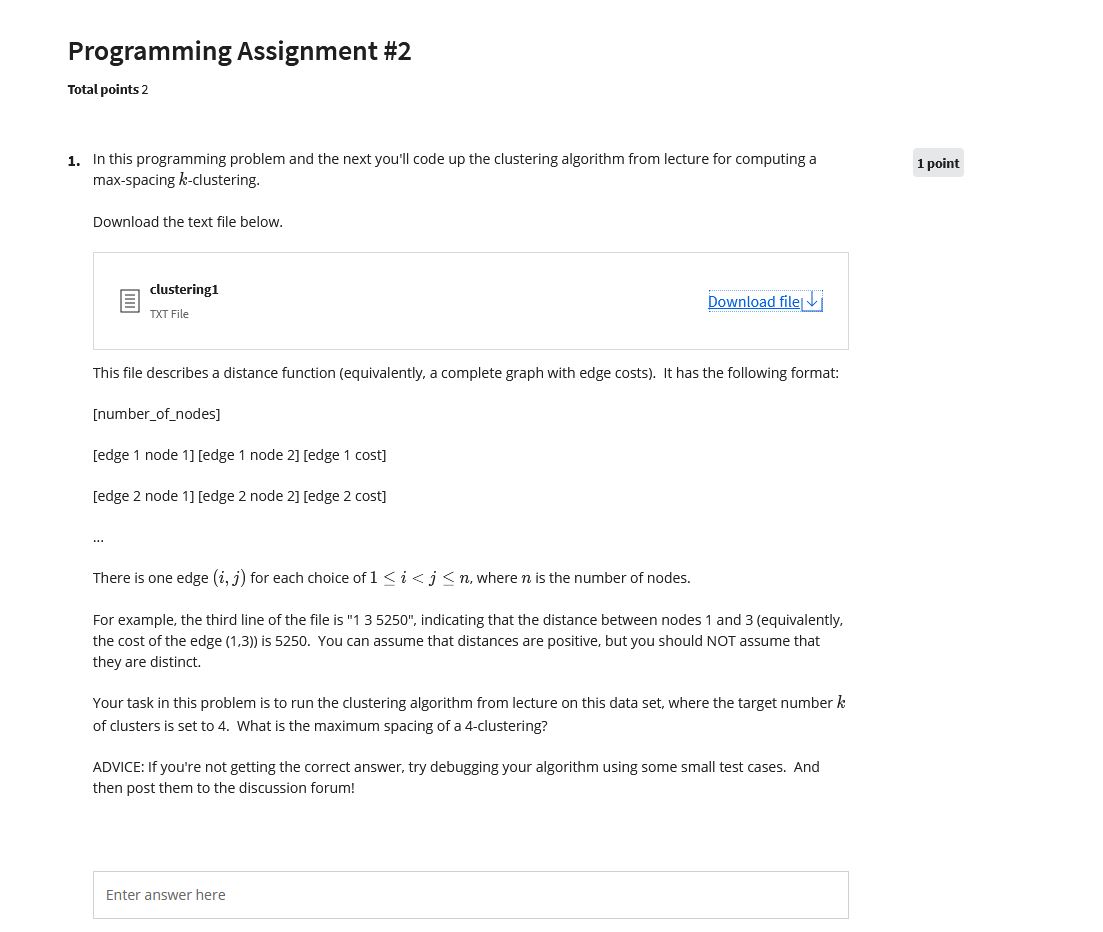 Programming Assignment #2
Total points 2
1. In this programming problem and the next you'll code up the clustering algorithm from lecture for computing a
1 point
max-spacing k-clustering.
Download the text file below.
clustering1
TXT File
Download file
This file describes a distance function (equivalently, a complete graph with edge costs).  It has the following format:
[number_of_nodes]
[edge 1 node 1] [edge 1 node 2] [edge 1 cost]
[edge 2 node 1] [edge 2 node 2] [edge 2 cost]
...
There is one edge (i, j) for each choice of 1 ≤ i < j ≤ n, where n is the number of nodes.
For example, the third line of the file is "1 3 5250", indicating that the distance between nodes 1 and 3 (equivalently,
the cost of the edge (1,3)) is 5250.  You can assume that distances are positive, but you should NOT assume that
they are distinct.
Your task in this problem is to run the clustering algorithm from lecture on this data set, where the target number k
of clusters is set to 4.  What is the maximum spacing of a 4-clustering?
ADVICE: If you're not getting the correct answer, try debugging your algorithm using some small test cases.  And
then post them to the discussion forum!
Enter answer here